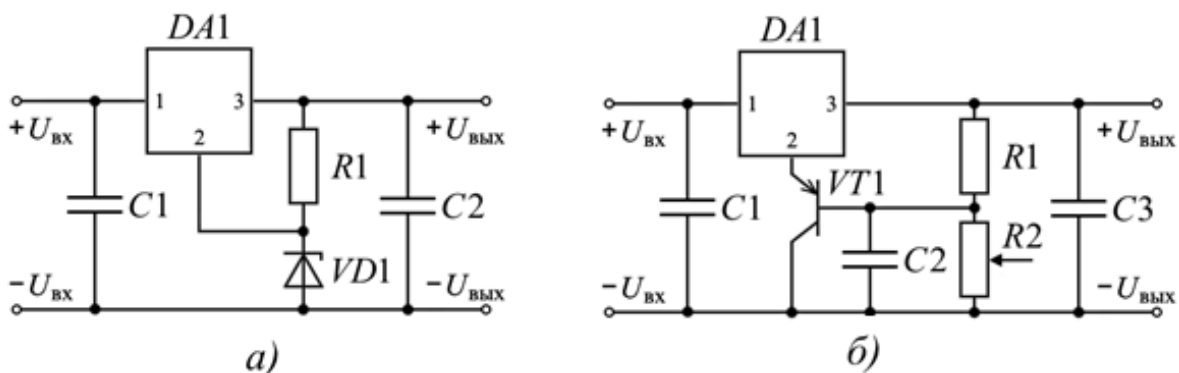 DA1
1 3
2
+Uвх
+Uвых
R1
C1
C2
VD1
−Uвх
−Uвых
а)
DA1
1 3
2
+Uвх
+Uвых
R1
VT1
C1
C3
R2
C2
−Uвх
−Uвых
б)